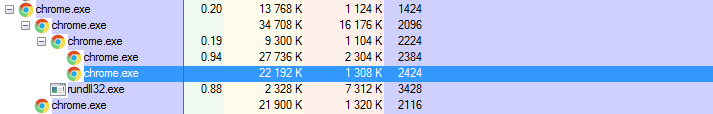 chrome.exe 0.20 13 768 K 1 124 K 1424
chrome.exe 34 708 K 16 176 K 2096
chrome.exe 0.19 9 300 K 1 104 K 2224
chrome.exe 0.94 27 736 K 2 304 K 2384
chrome.exe 22 192 K 1 308 K 2424
rundll32.exe 0.88 2 328 K 7 312 K 3428
chrome.exe 21 900 K 1 320 K 2116